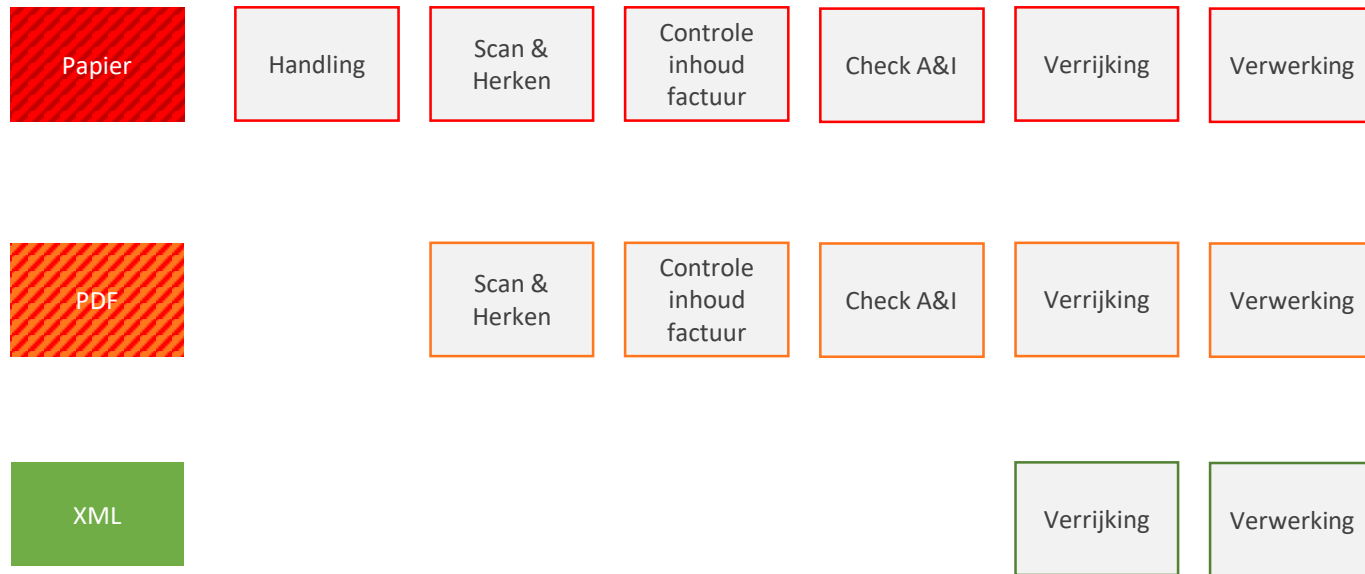 Papier
Handling
Scan &
Herken
Controle
inhoud
factuur
Check A&I
Verrijking
Verwerking
PDF
Scan &
Herken
Controle
inhoud
factuur
Check A&I
Verrijking
Verwerking
XML
Verrijking
Verwerking